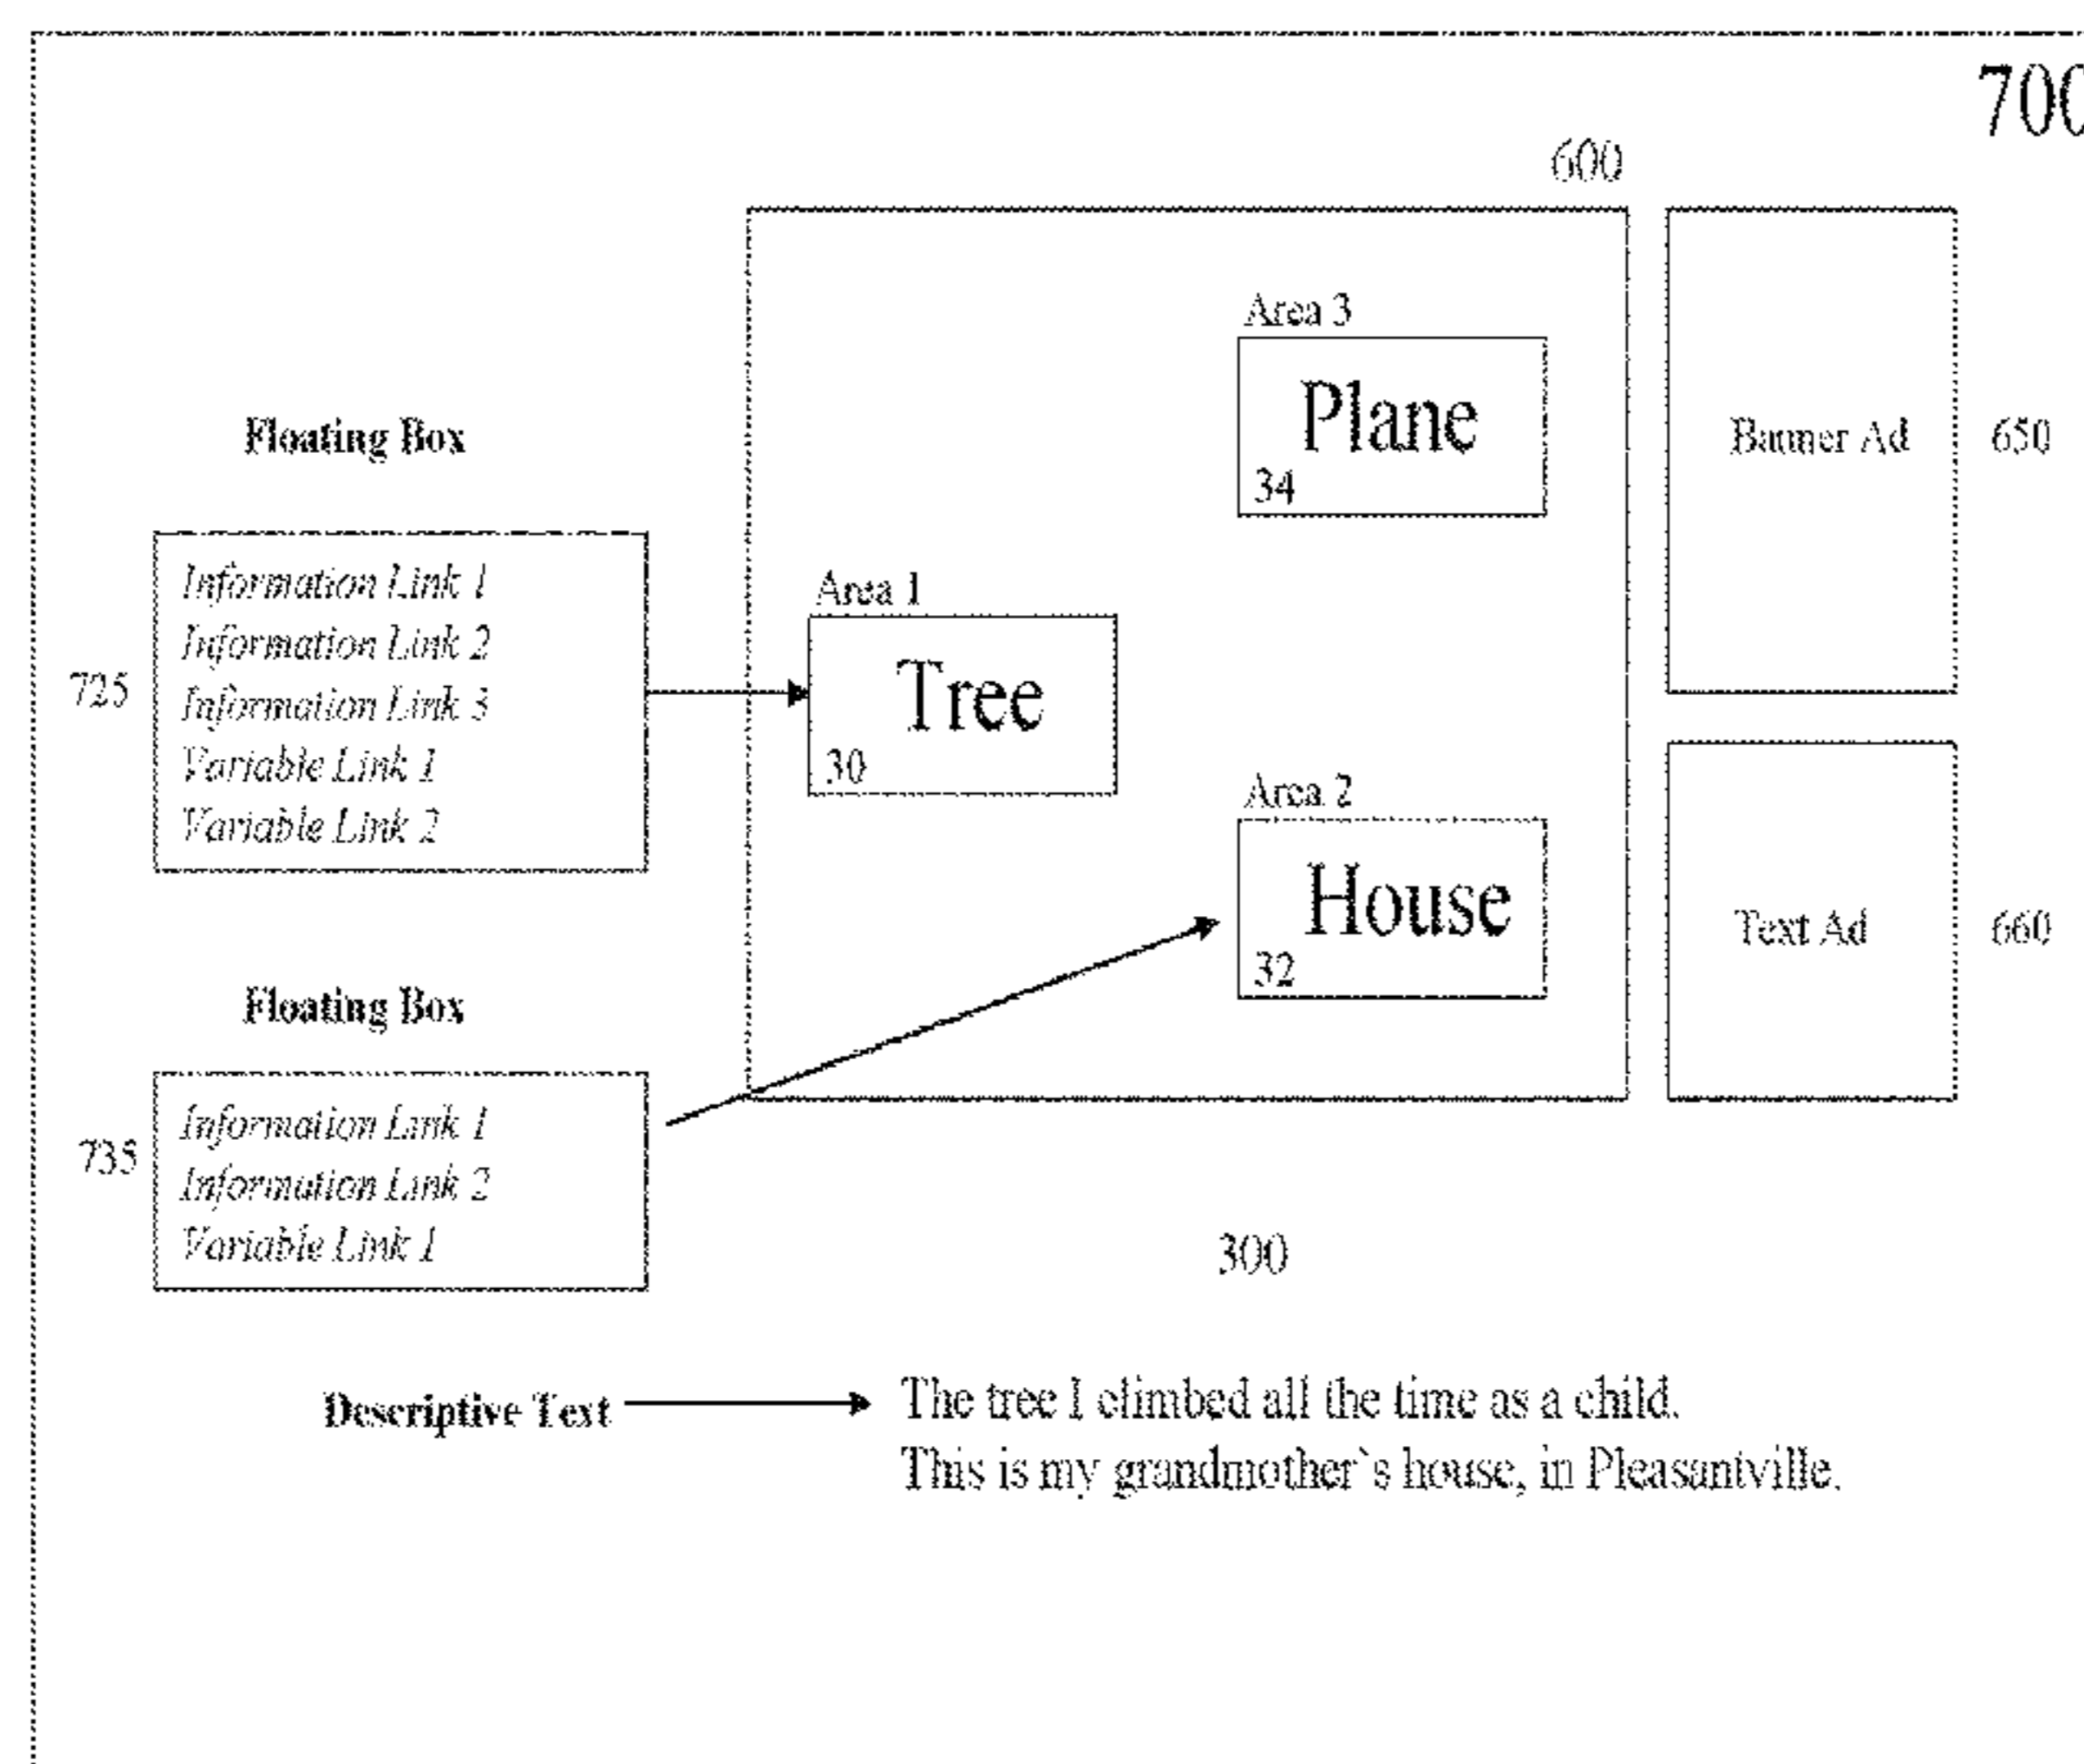 700
600
Area 3
Plane
34
Banner Ad
650
Floating Box
Information Link 1
Information Link 2
Information Link 3
Variable Link 1
Variable Link 2
725
Area 1
Tree
30
Area 2
House
32
Text Ad
660
Floating Box
Information Link 1
Information Link 2
Variable Link 1
735
300
Descriptive Text
The tree I climbed all the time as a child.
This is my grandmother`s house, in Pleasantville.